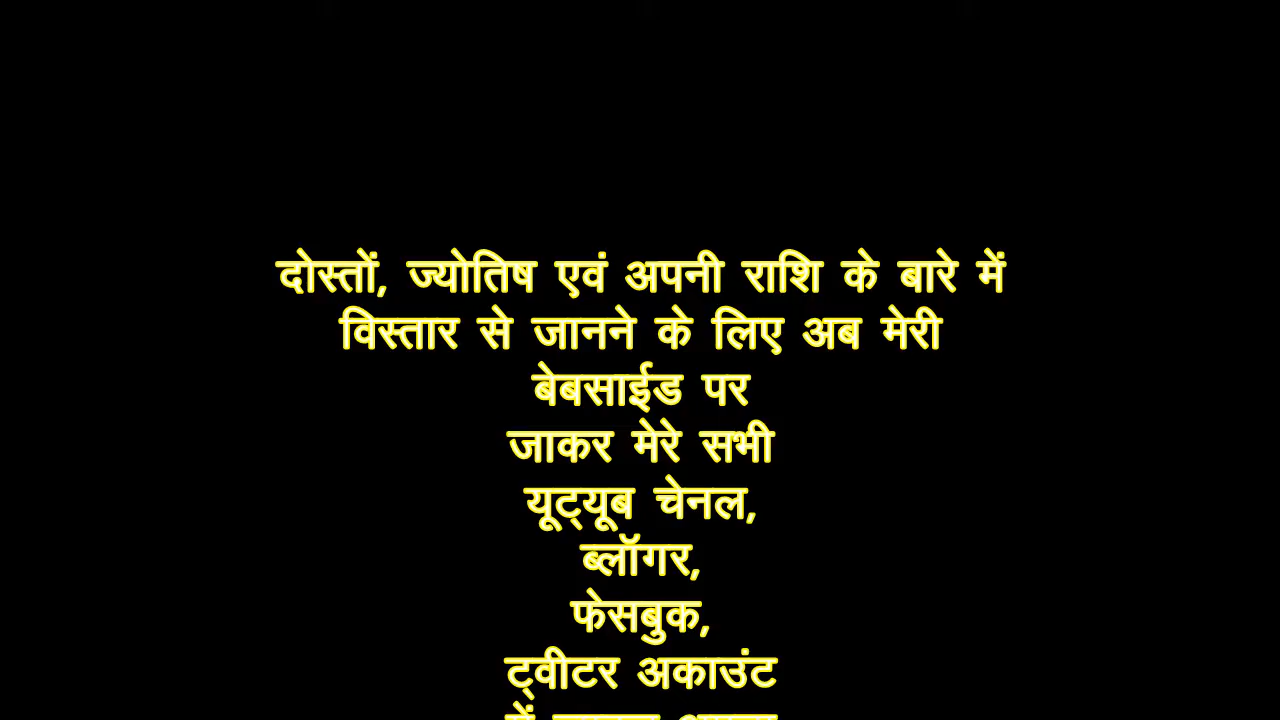 दोस्तों, ज्योतिष एवं अपनी राशि के बारे में
विस्तार से जानने के लिए अब मेरी
बेबसाईड पर
जाकर मेरे सभी
यूट्यूब चेनल,
ब्लॉगर,
फेसबुक,
ट्वीटर अकाउंट